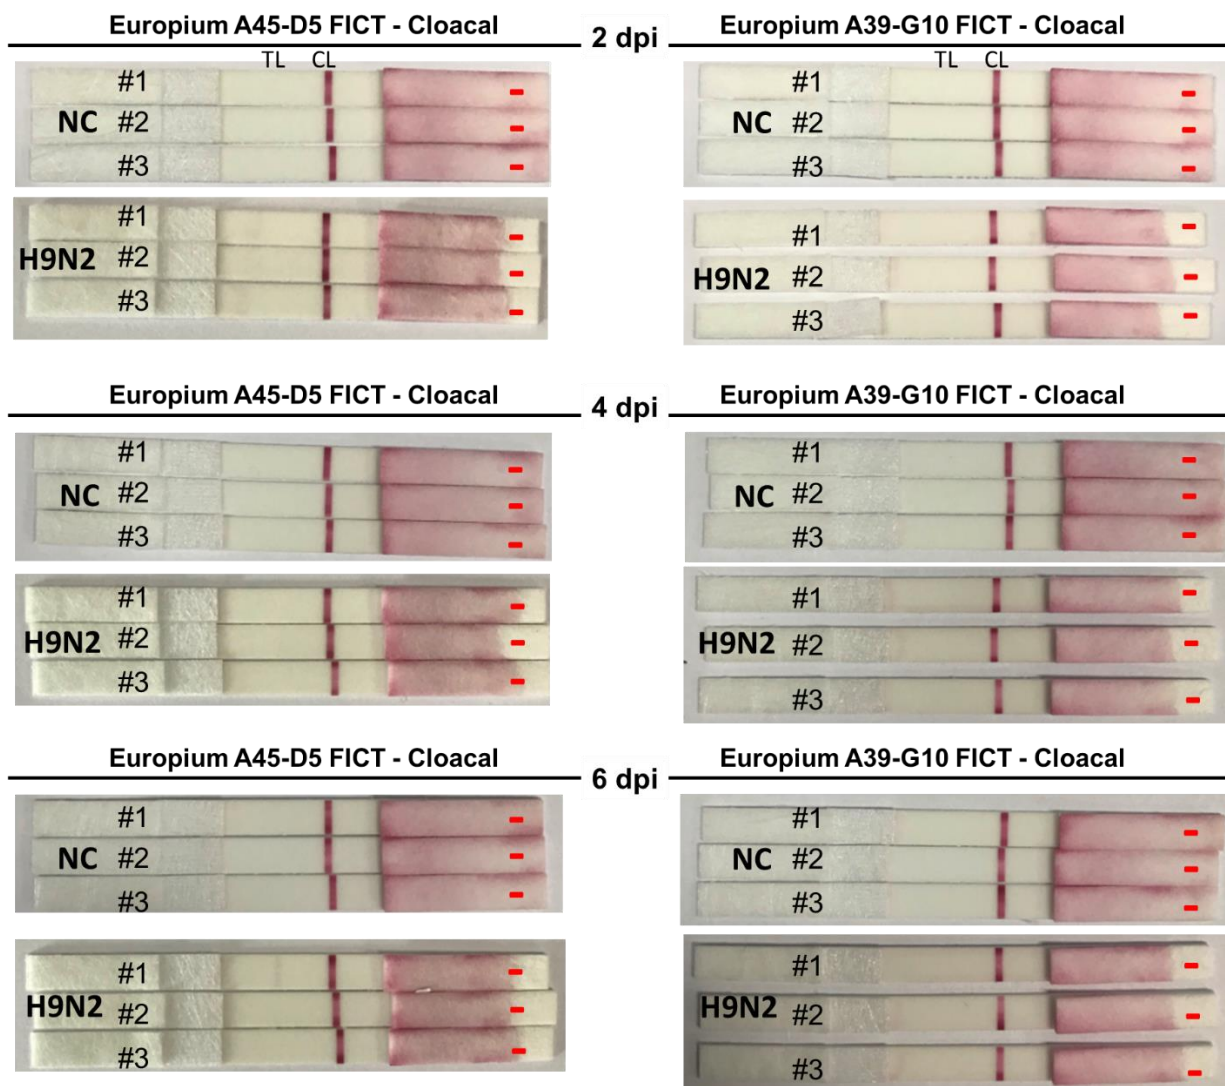 Europium A45-D5 FICT - Cloacal
2 dpi
Europium A39-G10 FICT - Cloacal
TL CL
TL CL
NC
#1
#2
#3
NC
#1
#2
#3
H9N2
#1
#2
#3
H9N2
#1
#2
#3
Europium A45-D5 FICT - Cloacal
4 dpi
Europium A39-G10 FICT - Cloacal
NC
#1
#2
#3
NC
#1
#2
#3
H9N2
#1
#2
#3
H9N2
#1
#2
#3
Europium A45-D5 FICT - Cloacal
6 dpi
Europium A39-G10 FICT - Cloacal
NC
#1
#2
#3
NC
#1
#2
#3
H9N2
#1
#2
#3
H9N2
#1
#2
#3